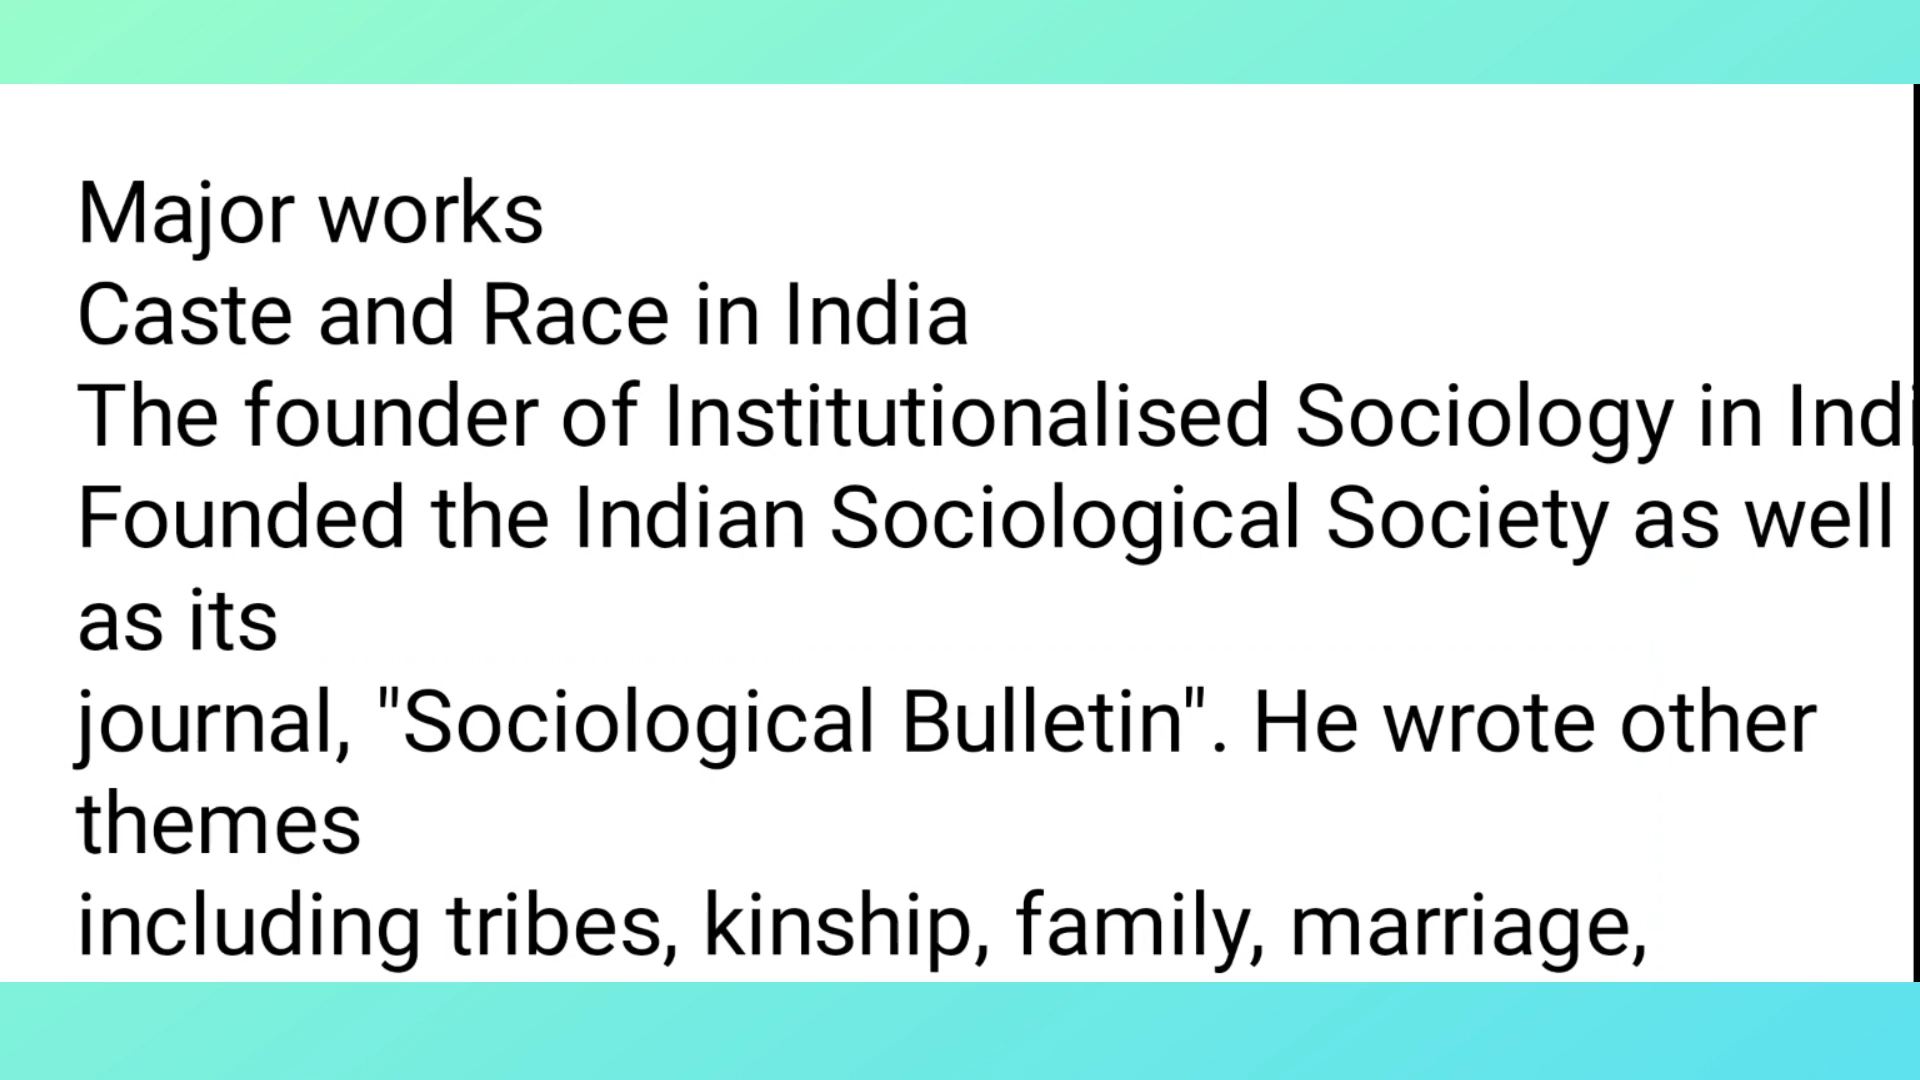 Major works
Caste and Race in India
The founder of Institutionalised Sociology in Indi
Founded the Indian Sociological Society as well
as its
journal, "Sociological Bulletin". He wrote other
themes
including tribes, kinship, family, marriage,